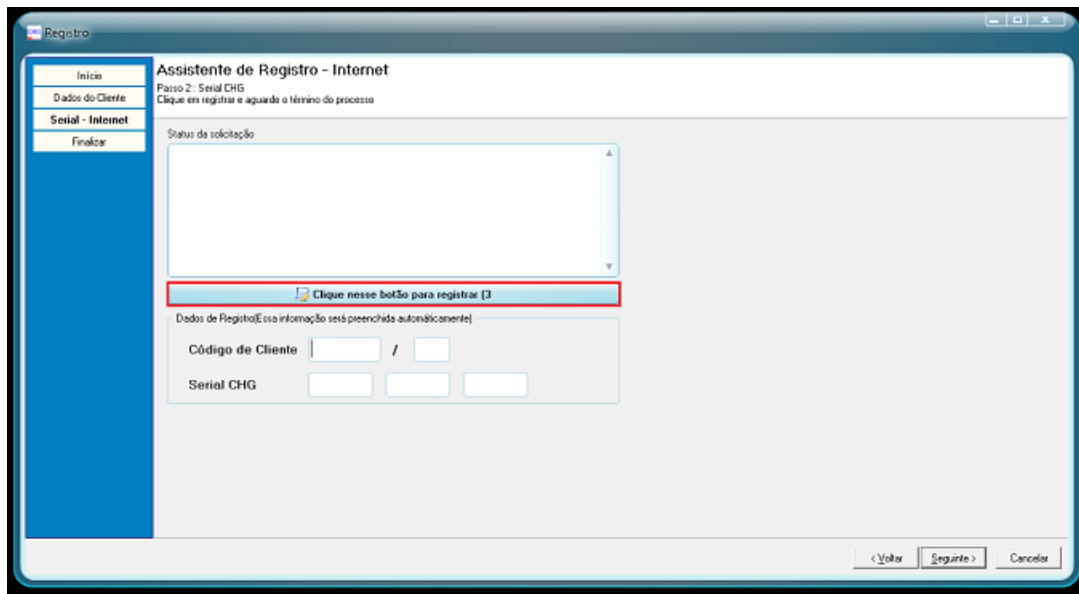 Registro
Início
Dados do Cliente
Serial - Internet
Finalizar
Assistente de Registro - Internet
Passo 2: Serial CHG
Clique em registrar e aguarde o término do processo
Status da solicitação
Clique nesse botão para registrar (3
Dados de Registro(Essa informação será preenchida automáticamente)
Código de Cliente /
Serial CHG
< Voltar Seguinte > Cancelar